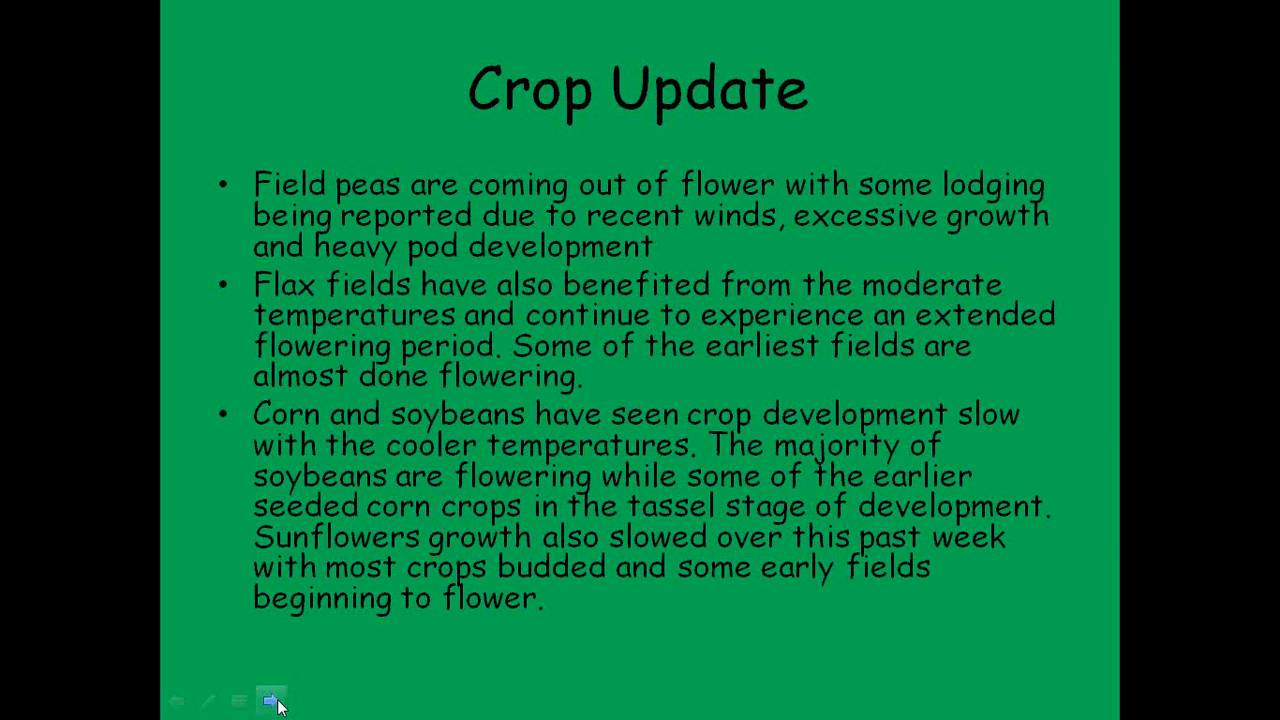 Crop Update
• Field peas are coming out of flower with some lodging
being reported due to recent winds, excessive growth
and heavy pod development
• Flax fields have also benefited from the moderate
temperatures and continue to experience an extended
flowering period. Some of the earliest fields are
almost done flowering.
• Corn and soybeans have seen crop development slow
with the cooler temperatures. The majority of
soybeans are flowering while some of the earlier
seeded corn crops in the tassel stage of development.
Sunflowers growth also slowed over this past week
with most crops budded and some early fields
beginning to flower.